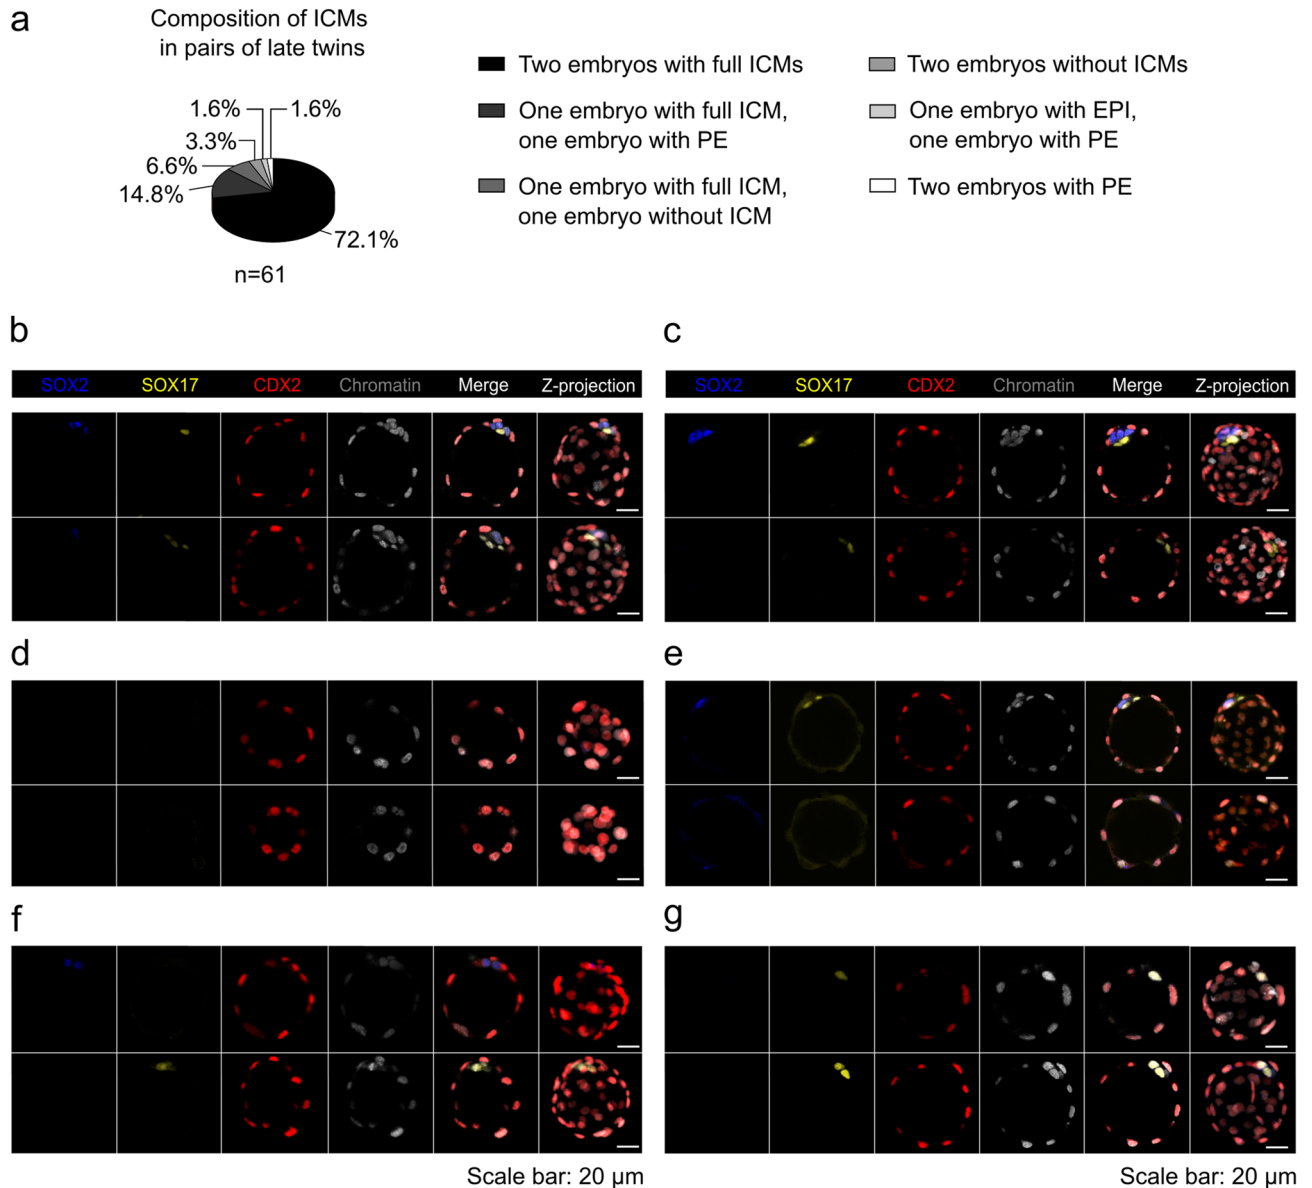 a
Composition of ICMs
in pairs of late twins
1.6%
1.6%
3.3%
6.6%
14.8%
72.1%
n=61
Two embryos with full ICMs
One embryo with full ICM,
one embryo with PE
One embryo with full ICM,
one embryo without ICM
Two embryos without ICMs
One embryo with EPI,
one embryo with PE
Two embryos with PE
b
SOX2 SOX17 CDX2 Chromatin Merge Z-projection
c
SOX2 SOX17 CDX2 Chromatin Merge Z-projection
d
e
f
g
Scale bar: 20 µm
Scale bar: 20 µm